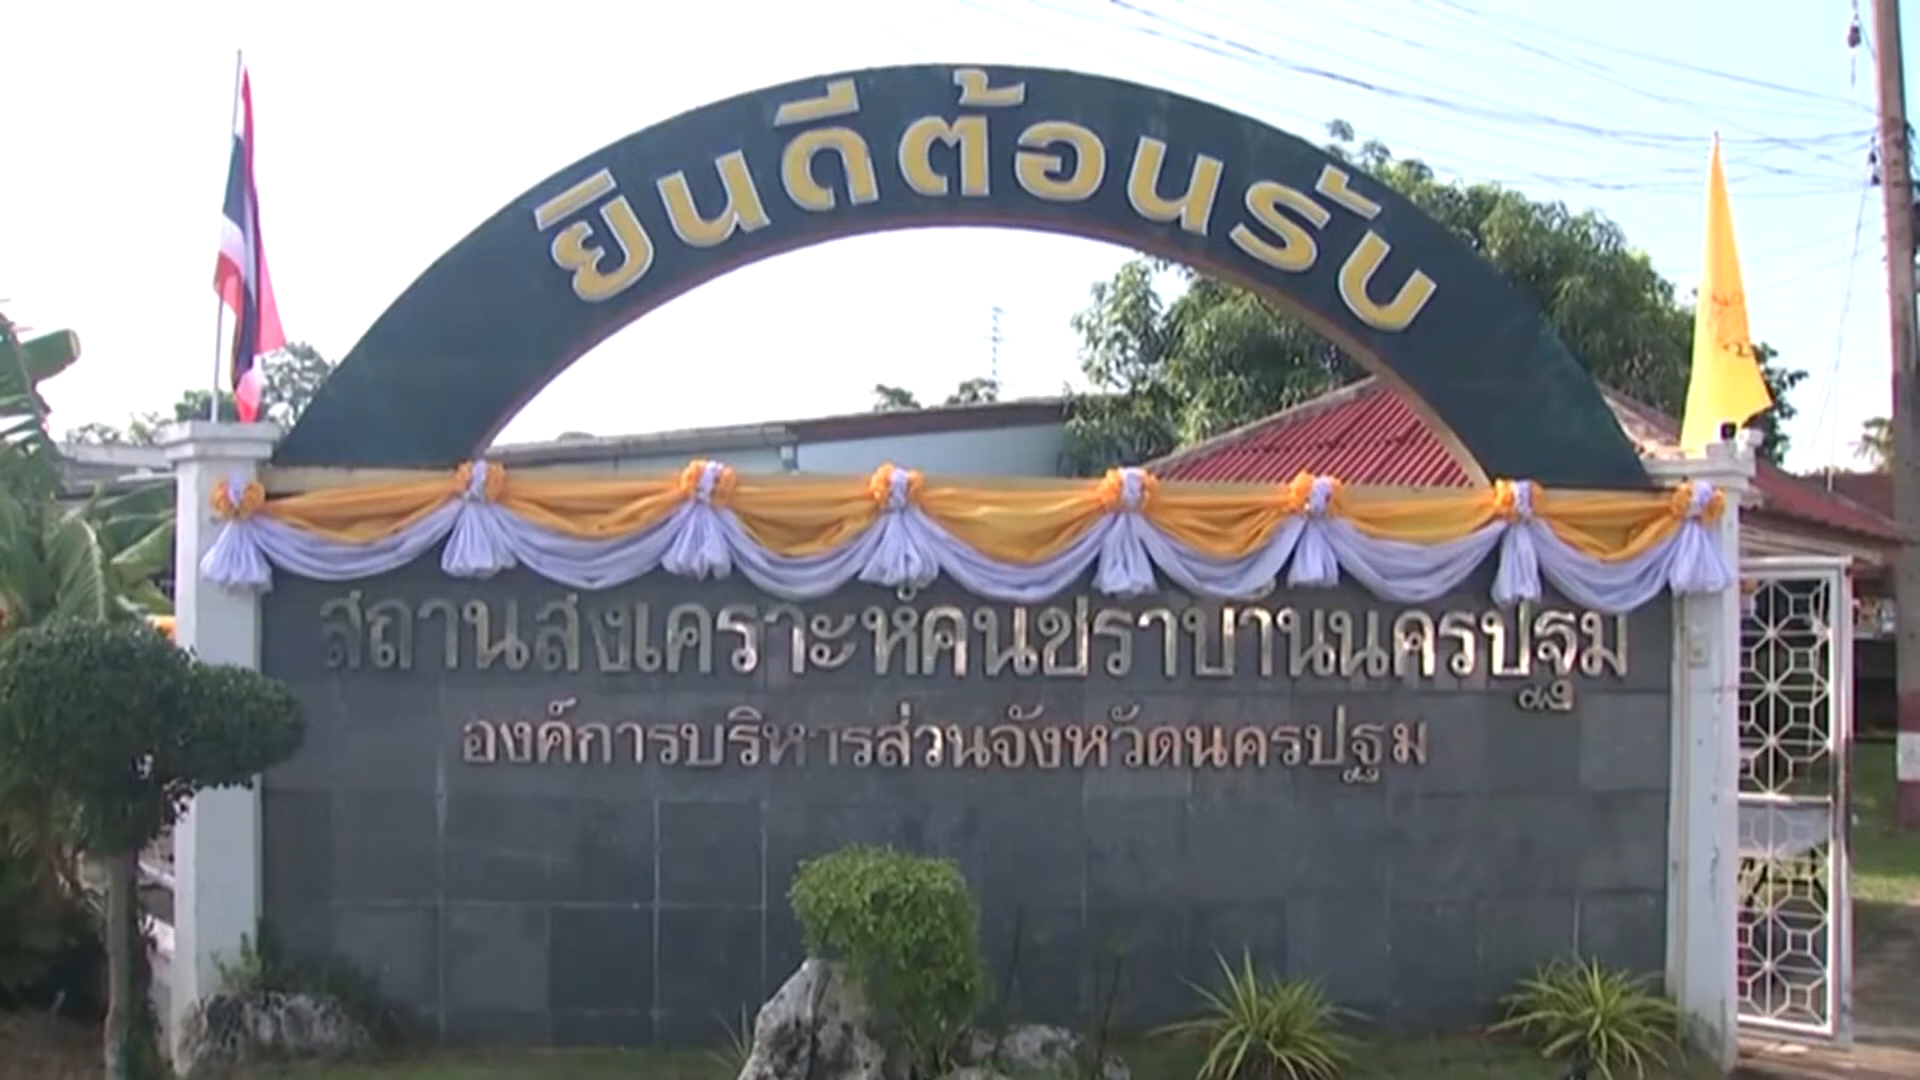 ยินดีต้อนรับ
สถานสงเคราะห์คนชราบ้านนครปฐม
องค์การบริหารส่วนจังหวัดนครปฐม